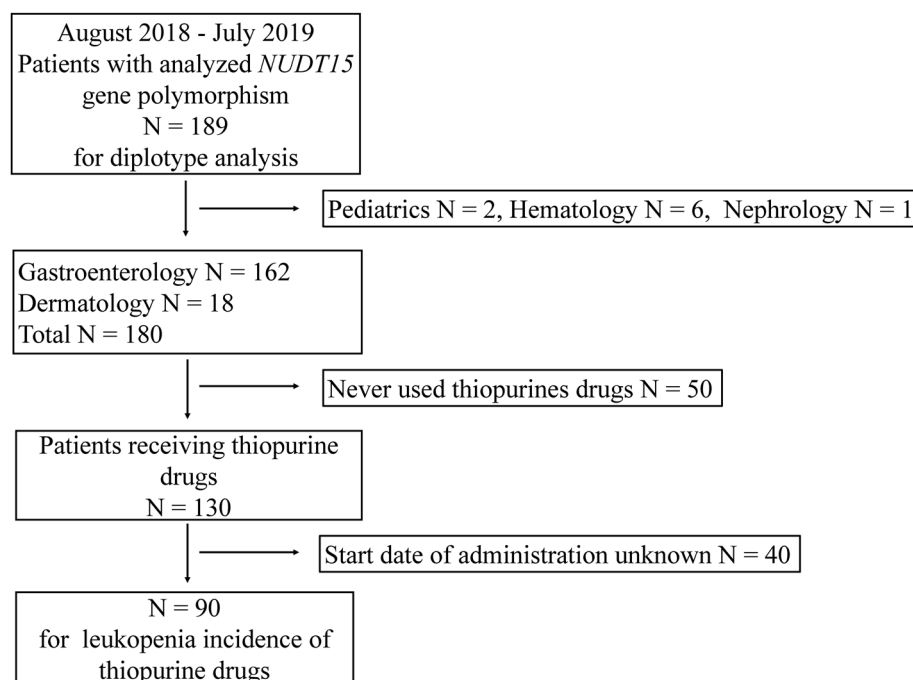 August 2018 - July 2019
Patients with analyzed NUDT15
gene polymorphism
N = 189
for diplotype analysis
Pediatrics N = 2, Hematology N = 6, Nephrology N = 1
Gastroenterology N = 162
Dermatology N = 18
Total N = 180
Never used thiopurines drugs N = 50
Patients receiving thiopurine
drugs
N = 130
Start date of administration unknown N = 40
N = 90
for leukopenia incidence of
thiopurine drugs